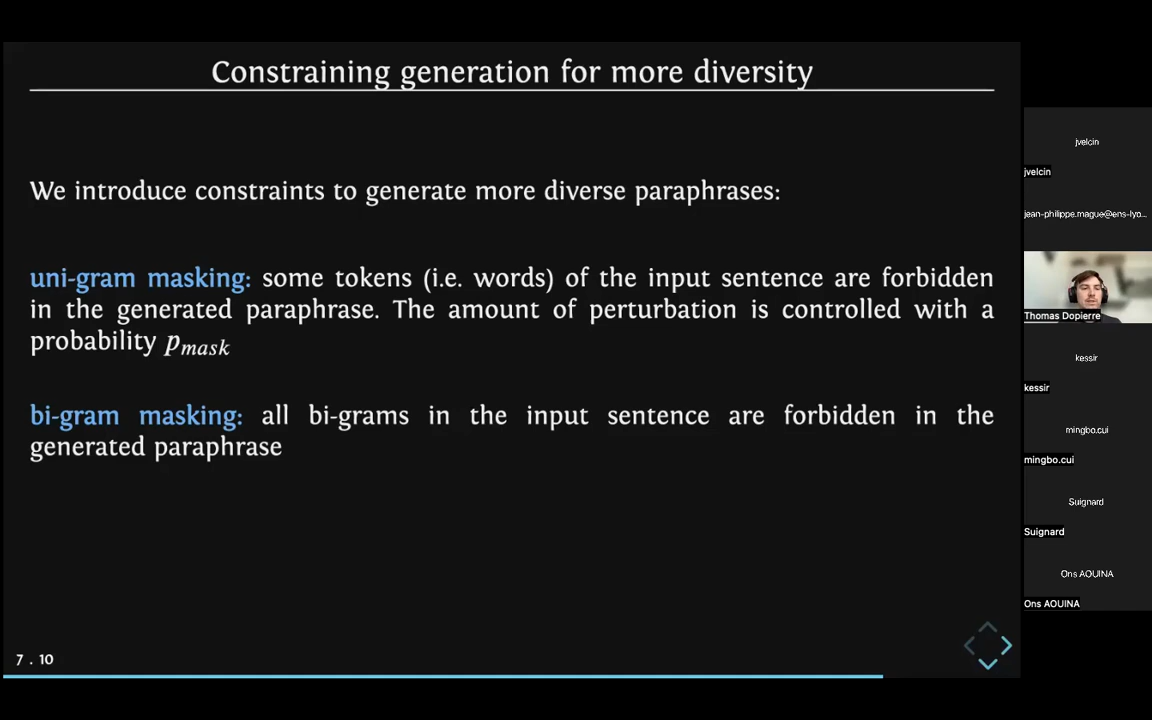 Constraining generation for more diversity
We introduce constraints to generate more diverse paraphrases:
uni-gram masking: some tokens (i.e. words) of the input sentence are forbidden
in the generated paraphrase. The amount of perturbation is controlled with a
probability pmask
bi-gram masking: all bi-grams in the input sentence are forbidden in the
generated paraphrase
7 . 10
jvelcin
jvelcin
jean-philippe.mague@ens-lyo...
Thomas Dopierre
kessir
kessir
mingbo.cui
mingbo.cui
Suignard
Suignard
Ons AOUINA
Ons AOUINA